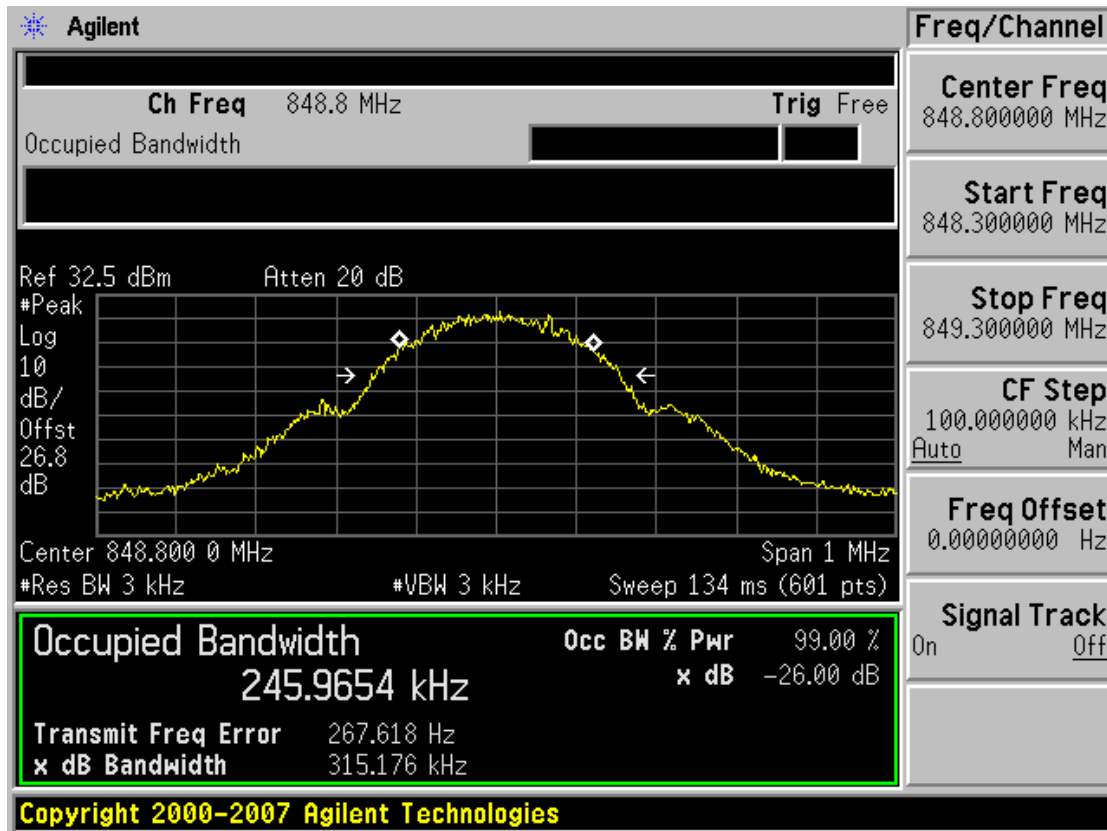 Agilent
Freq/Channel
Ch Freq 848.8 MHz Trig Free
Occupied Bandwidth
Center Freq
848.800000 MHz
Start Freq
848.300000 MHz
Stop Freq
849.300000 MHz
CF Step
100.000000 kHz
Auto Man
Freq Offset
0.00000000 Hz
Signal Track
On Off
Ref 32.5 dBm Atten 20 dB
#Peak
Log
10
dB/
Offst
26.8
dB
Center 848.800 0 MHz Span 1 MHz
#Res BW 3 kHz #VBW 3 kHz Sweep 134 ms (601 pts)
Occupied Bandwidth
245.9654 kHz
Occ BW % Pwr 99.00 %
x dB -26.00 dB
Transmit Freq Error 267.618 Hz
x dB Bandwidth 315.176 kHz
Copyright 2000-2007 Agilent Technologies